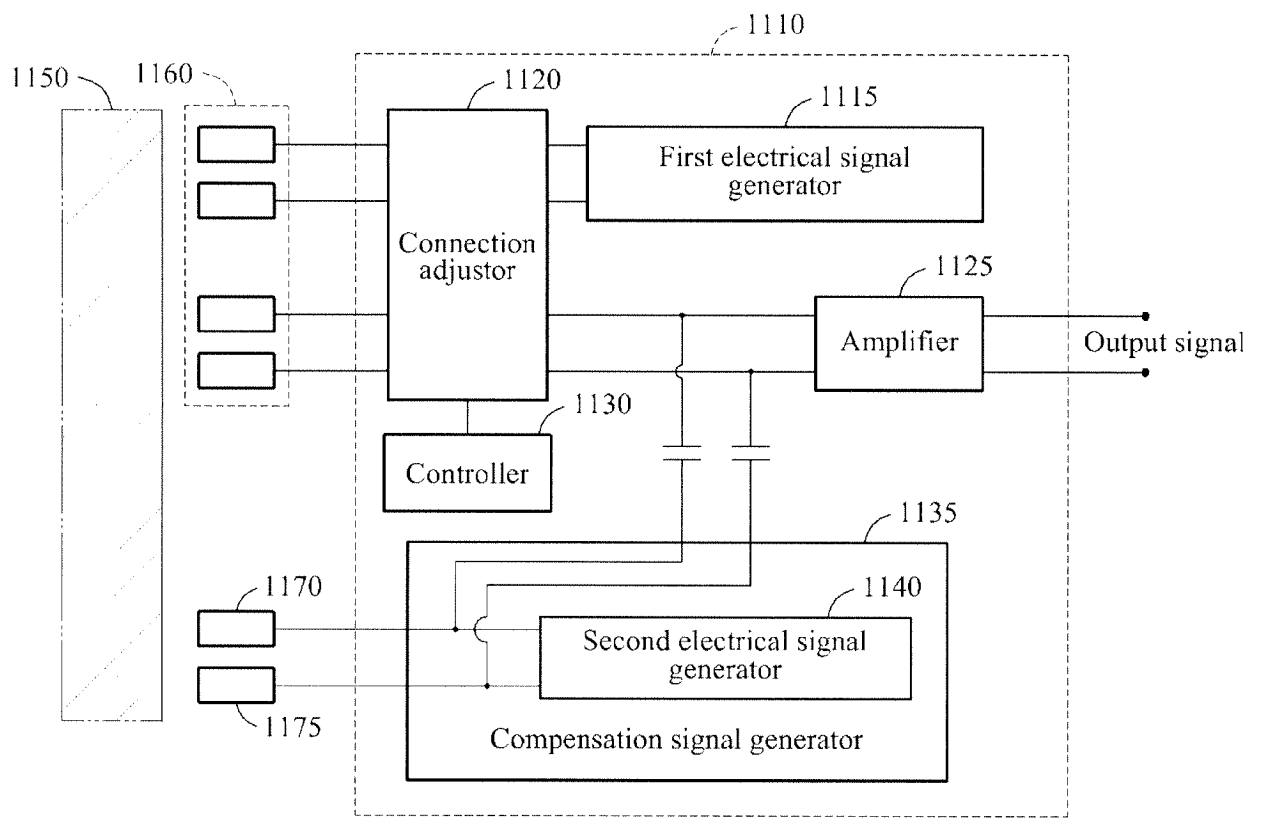 1110
1150
1160
1120
1115
First electrical signal
generator
Connection
adjustor
1125
Amplifier
Output signal
1130
Controller
1135
1170
1140
Second electrical signal
generator
1175
Compensation signal generator